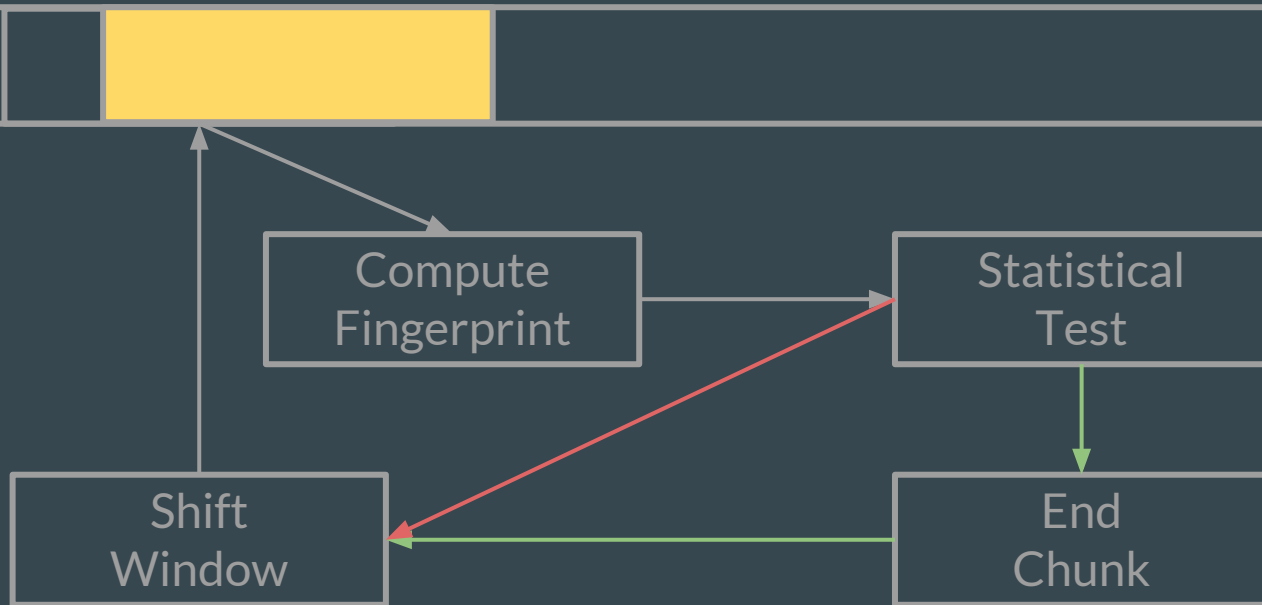 Compute
Fingerprint
Statistical
Test
Shift
Window
End
Chunk